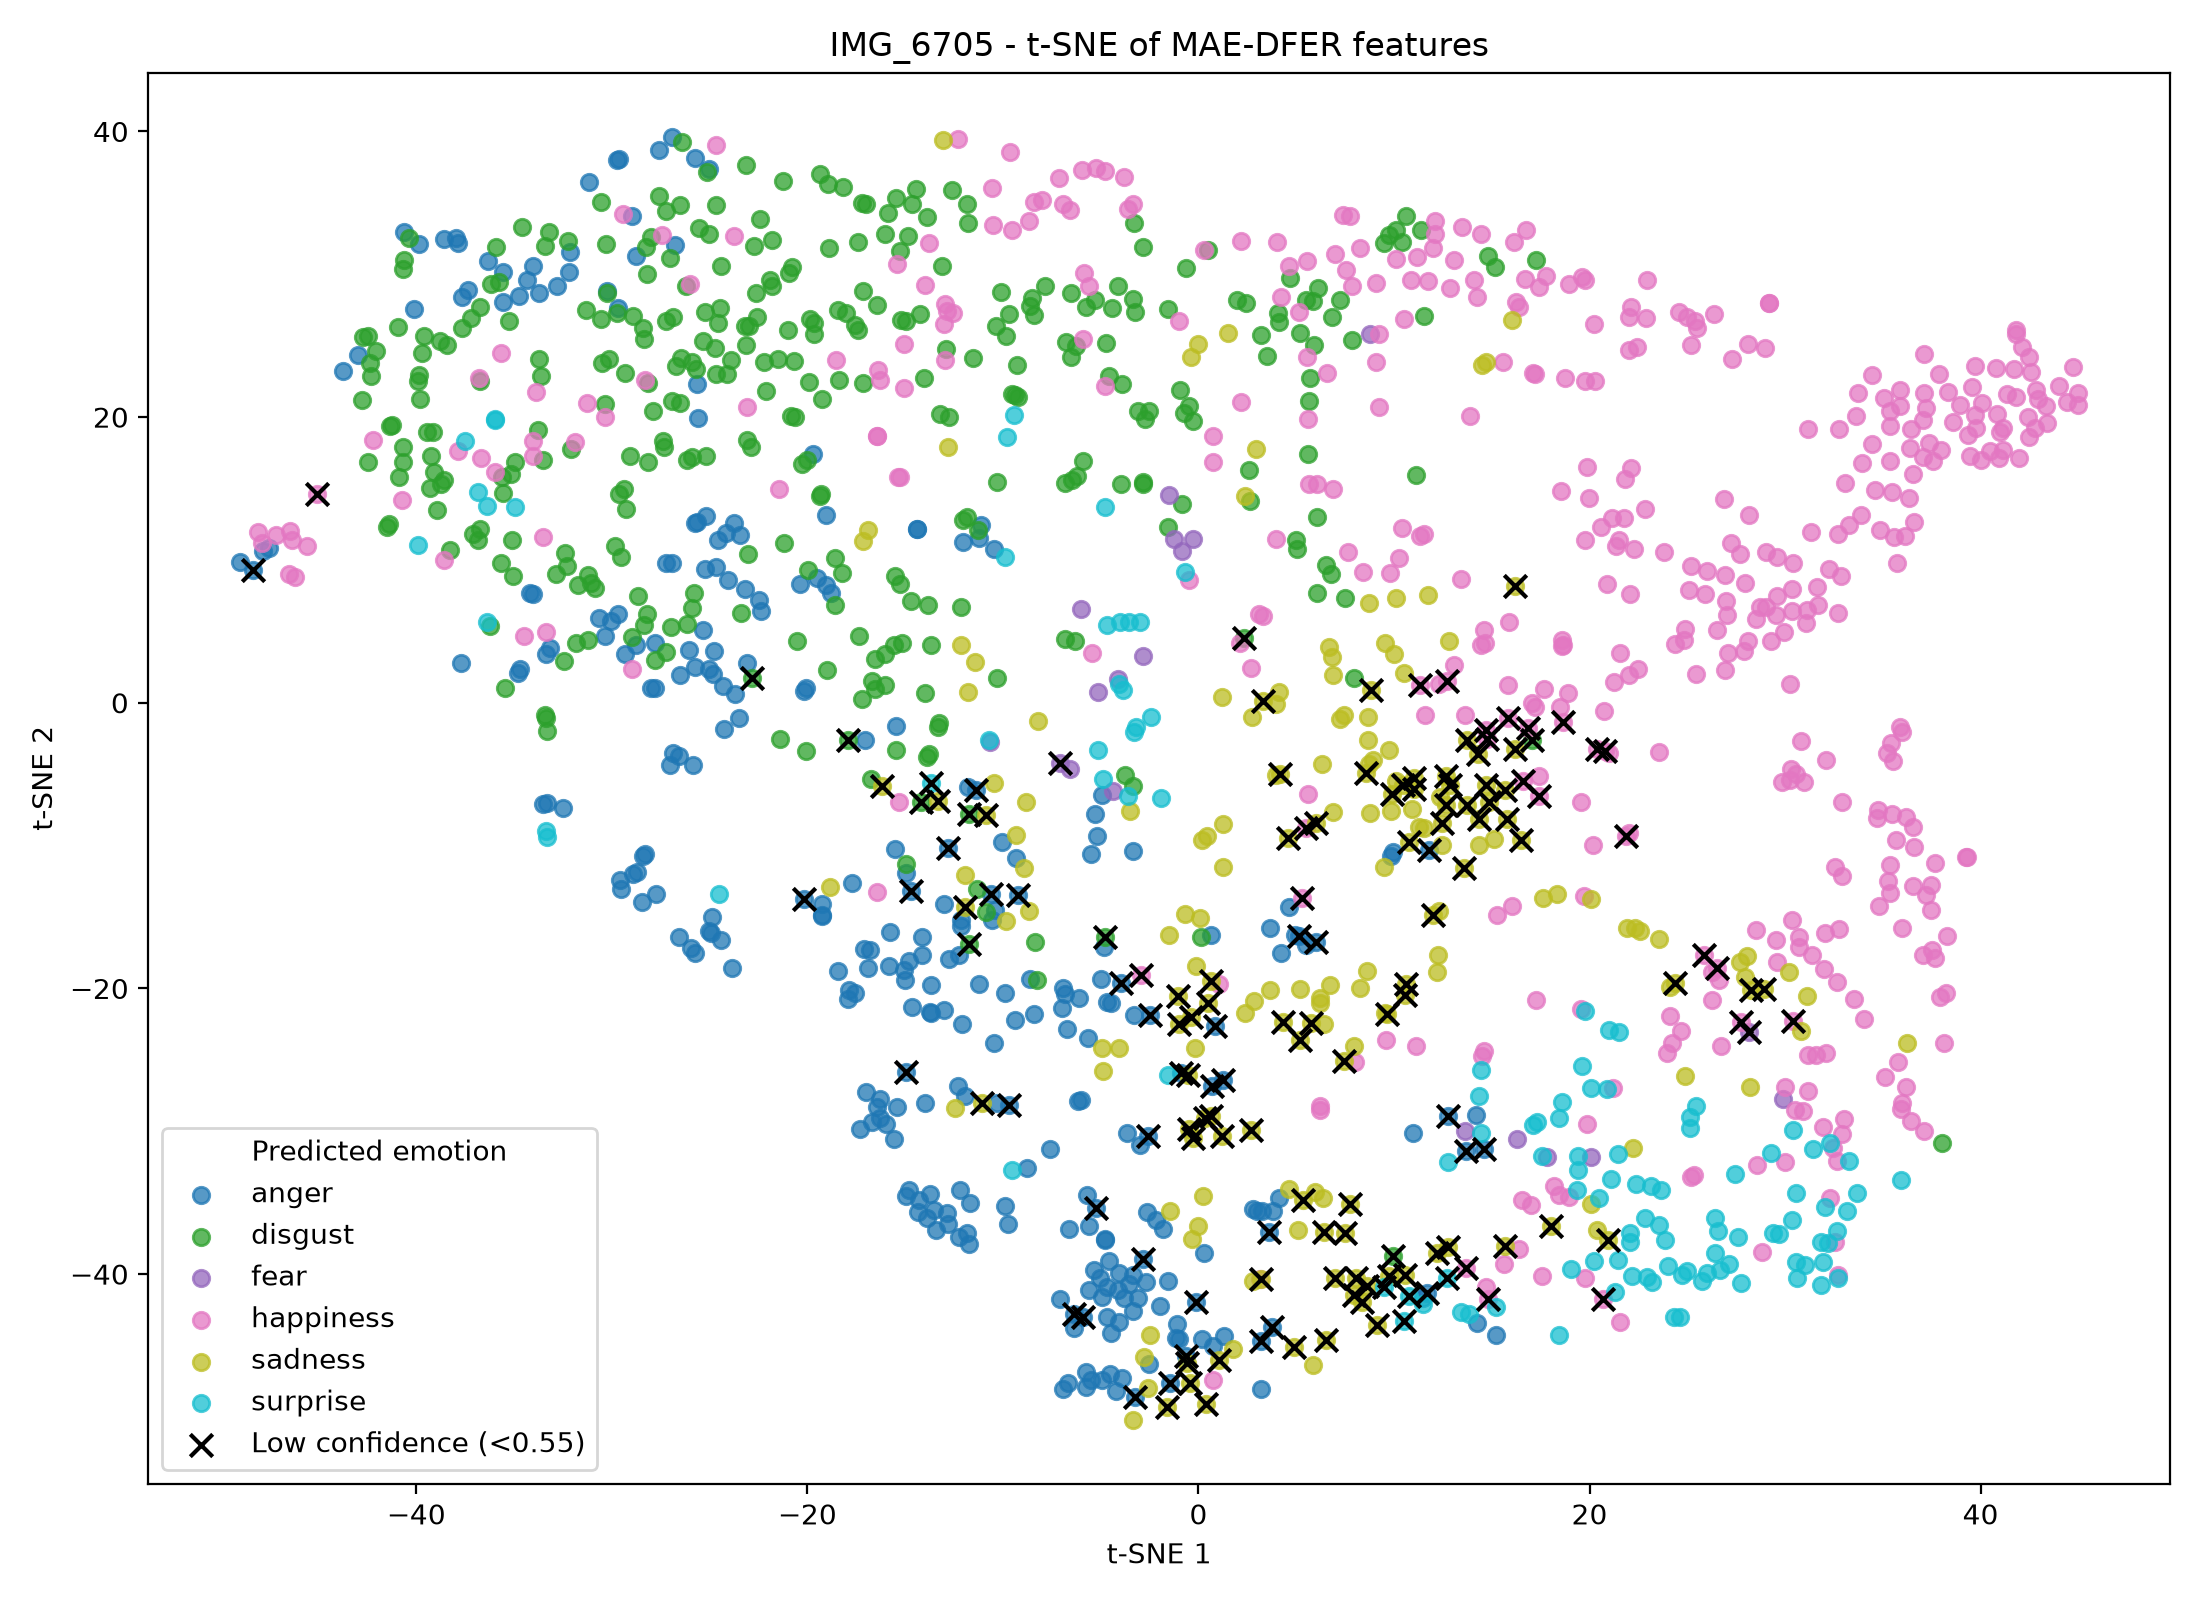 IMG_6705 - t-SNE of MAE-DFER features
40
20
0
−20
−40
t-SNE 2
Predicted emotion
anger
disgust
fear
happiness
sadness
surprise
Low confidence (<0.55)
−40
−20
0
20
40
t-SNE 1